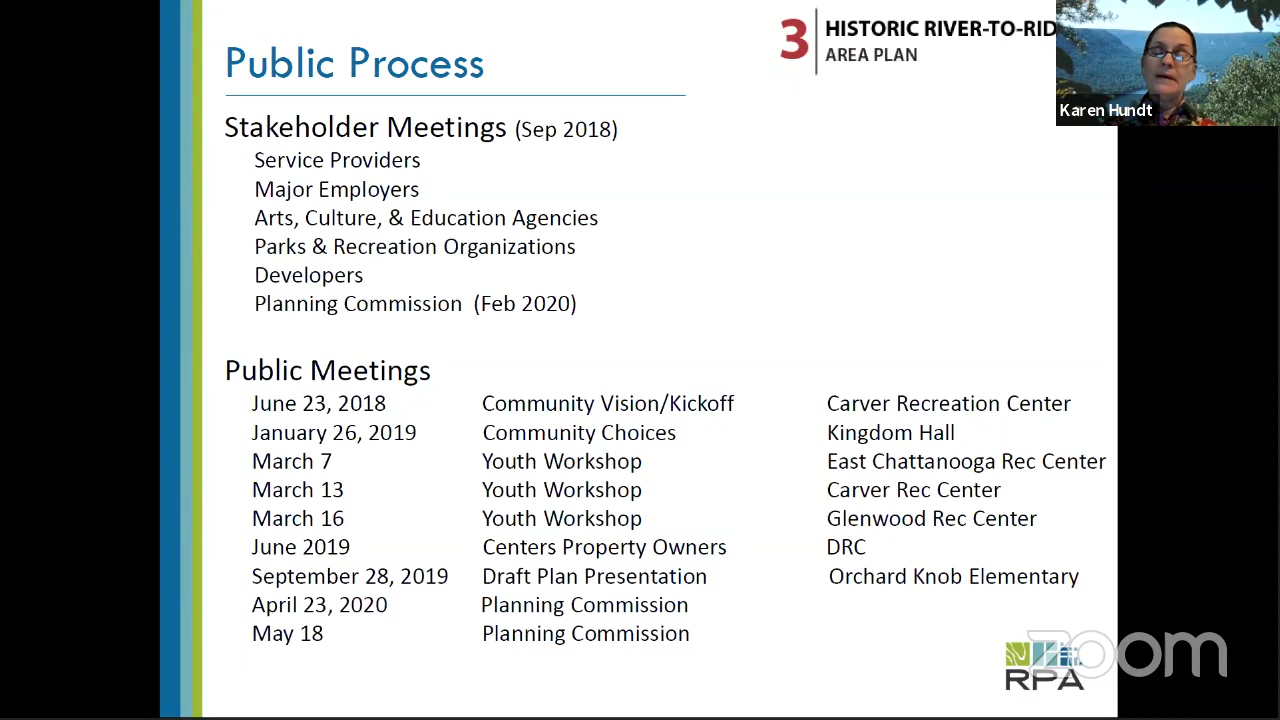 Public Process
3 HISTORIC RIVER-TO-RID
AREA PLAN
Karen Hundt
Stakeholder Meetings (Sep 2018)
Service Providers
Major Employers
Arts, Culture, & Education Agencies
Parks & Recreation Organizations
Developers
Planning Commission (Feb 2020)
Public Meetings
June 23, 2018 Community Vision/Kickoff Carver Recreation Center
January 26, 2019 Community Choices Kingdom Hall
March 7 Youth Workshop East Chattanooga Rec Center
March 13 Youth Workshop Carver Rec Center
March 16 Youth Workshop Glenwood Rec Center
June 2019 Centers Property Owners DRC
September 28, 2019 Draft Plan Presentation Orchard Knob Elementary
April 23, 2020 Planning Commission
May 18 Planning Commission
zoom
RPA